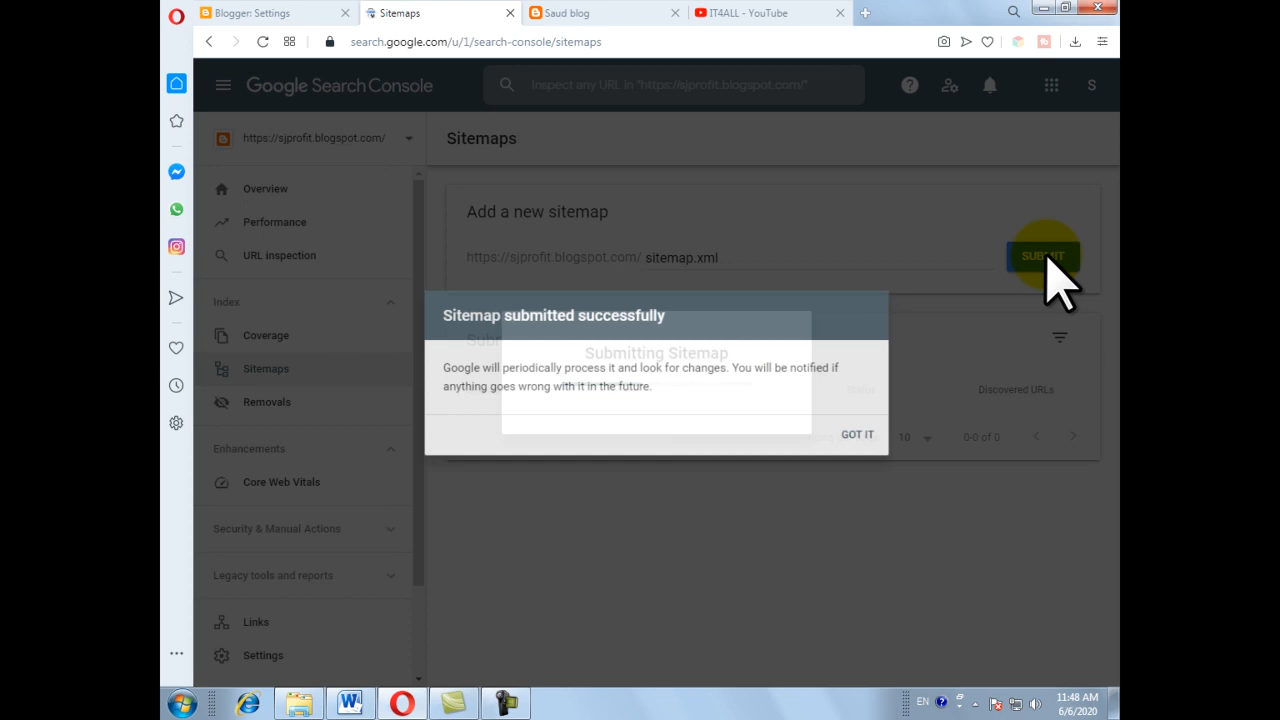 Blogger: Settings
Sitemaps
Saud blog
IT4ALL - YouTube
search.google.com/u/1/search-console/sitemaps
Google Search Console
Inspect any URL in "https://sjprofit.blogspot.com/"
S
https://sjprofit.blogspot.com/
Sitemaps
Overview
Performance
URL inspection
Index
Coverage
Sitemaps
Removals
Enhancements
Core Web Vitals
Security & Manual Actions
Legacy tools and reports
Links
Settings
Add a new sitemap
https://sjprofit.blogspot.com/ sitemap.xml
SUBMIT
Sitemap submitted successfully
Submitting Sitemap
Google will periodically process it and look for changes. You will be notified if
anything goes wrong with it in the future.
GOT IT
Status
Discovered URLs
10
0-0 of 0
EN
11:48 AM
6/6/2020